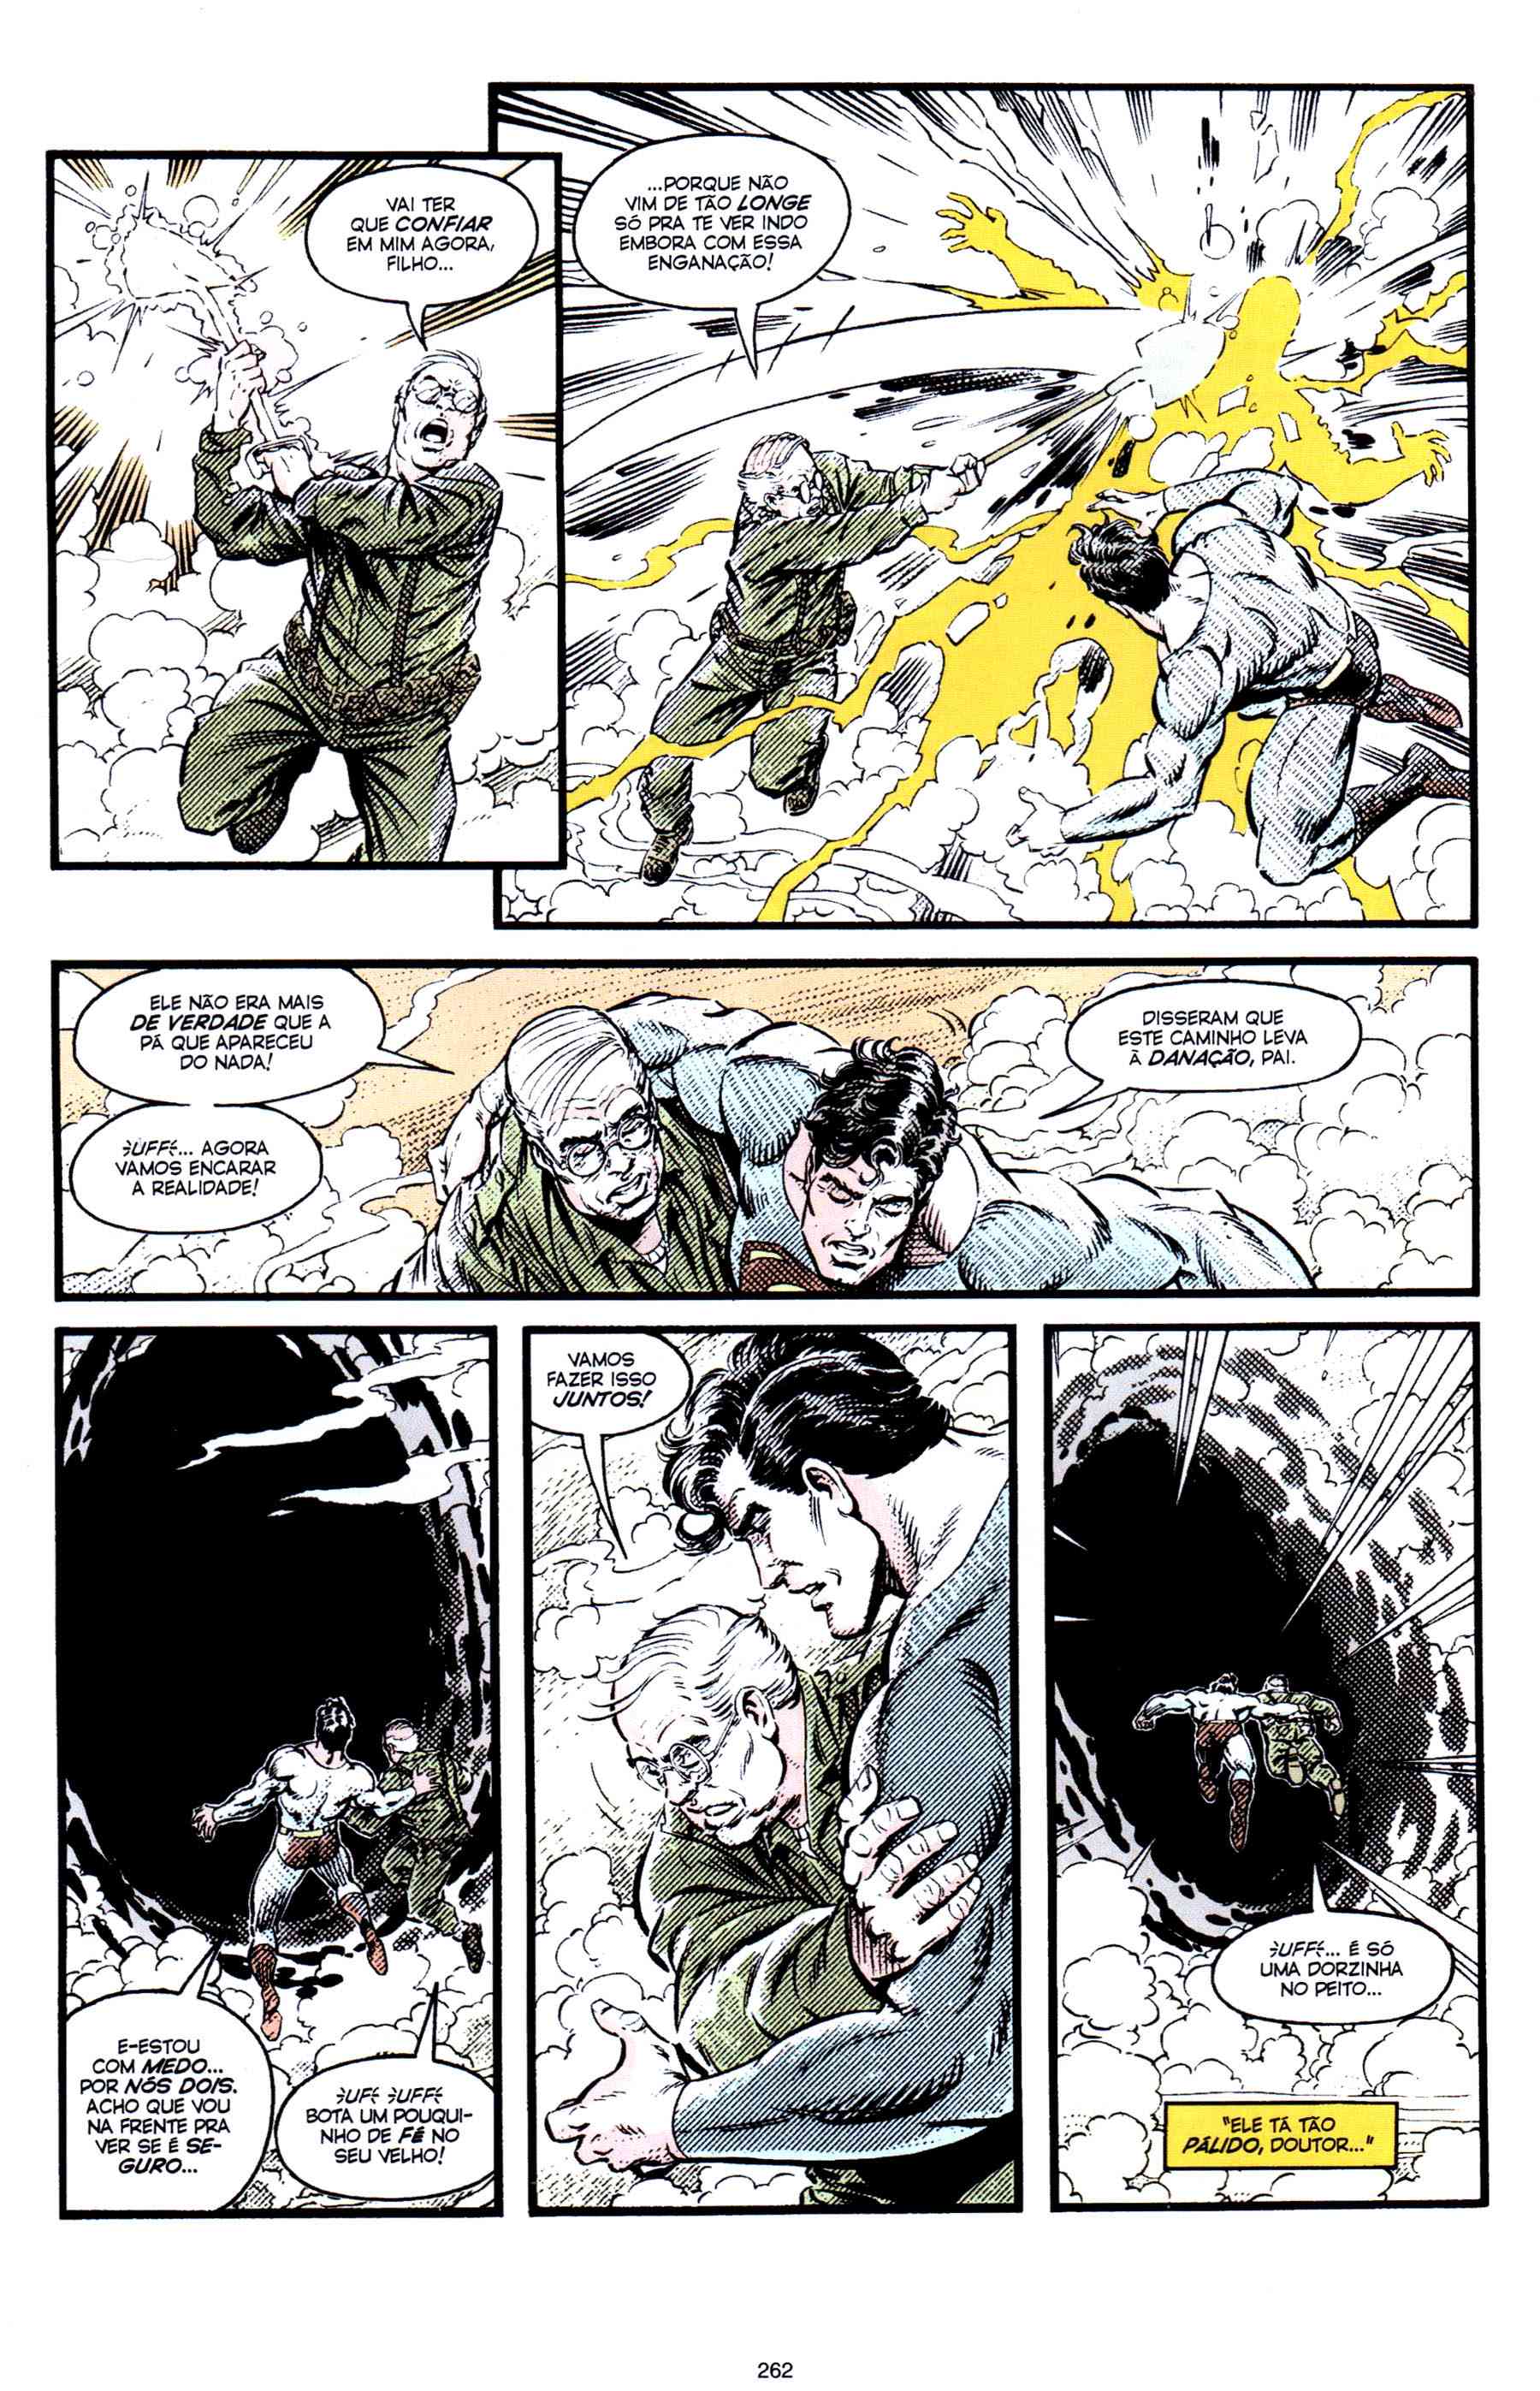 VAI TER
QUE CONFIAR
EM MIM AGORA,
FILHO...
...PORQUE NÃO
VIM DE TÃO LONGE
SÓ PRA TE VER INDO
EMBORA COM ESSA
ENGANAÇÃO!
ELE NÃO ERA MAIS
DE VERDADE QUE A
PÁ QUE APARECEU
DO NADA!
UFF... AGORA
VAMOS ENCARAR
A REALIDADE!
DISSERAM QUE
ESTE CAMINHO LEVA
À DANAÇÃO, PAI.
E-ESTOU
COM MEDO...
POR NÓS DOIS.
ACHO QUE VOU
NA FRENTE PRA
VER SE É SE-
GURO...
UF UFF
BOTA UM POUQUI-
NHO DE FÉ NO
SEU VELHO!
VAMOS
FAZER ISSO
JUNTOS!
UFF... É SÓ
UMA DORZINHA
NO PEITO...
"ELE TÁ TÃO
PÁLIDO, DOUTOR..."
262